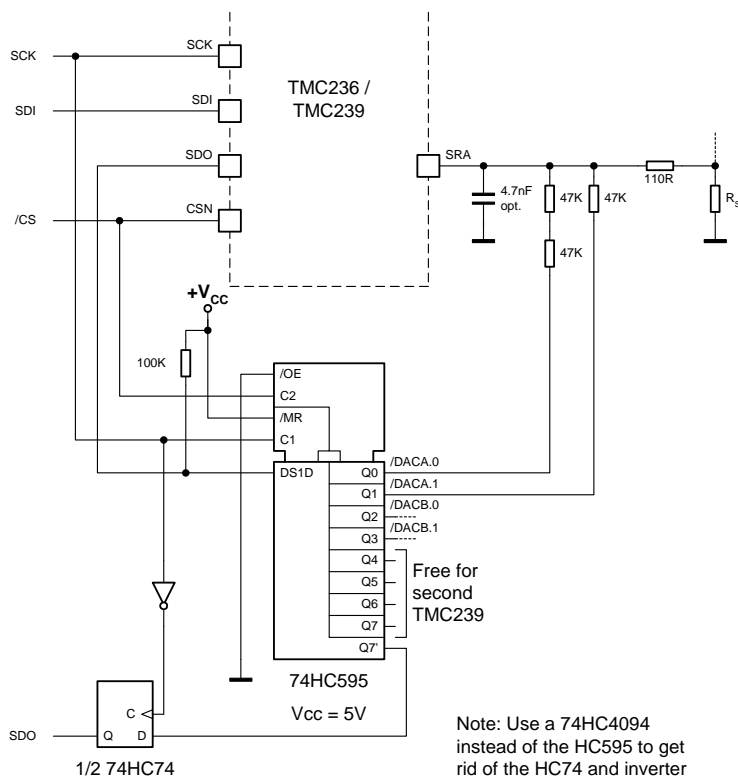 SCK
SCK
TMC236 /
TMC239
SDI
SDI
SDO
SRA
110R
4.7nF
opt.
47K
47K
R_S
/CS
CSN
47K
+V_CC
100K
/OE
C2
/MR
C1
/DACA.0
DS1D
Q0
/DACA.1
Q1
/DACB.0
Q2
/DACB.1
Q3
Q4
Free for
second
TMC239
Q5
Q6
Q7
Q7'
74HC595
Vcc = 5V
C
SDO
Q
D
1/2 74HC74
Note: Use a 74HC4094
instead of the HC595 to get
rid of the HC74 and inverter